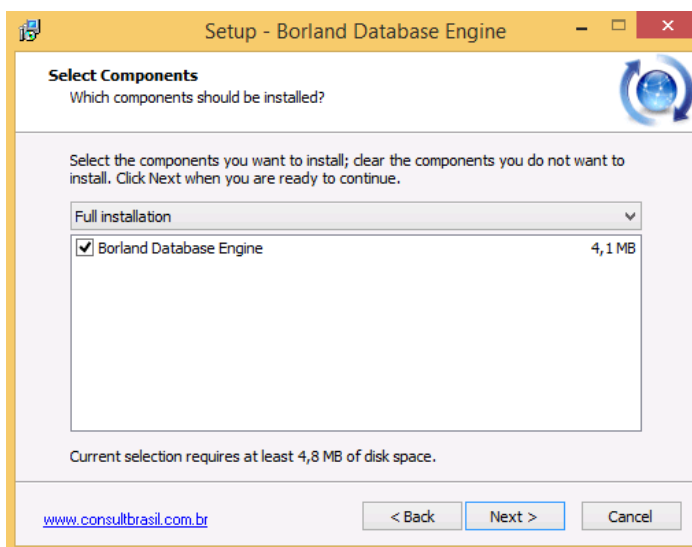 Setup - Borland Database Engine
Select Components
Which components should be installed?
Select the components you want to install; clear the components you do not want to
install. Click Next when you are ready to continue.
Full installation
Borland Database Engine 4,1 MB
Current selection requires at least 4,8 MB of disk space.
www.consultbrasil.com.br < Back Next > Cancel